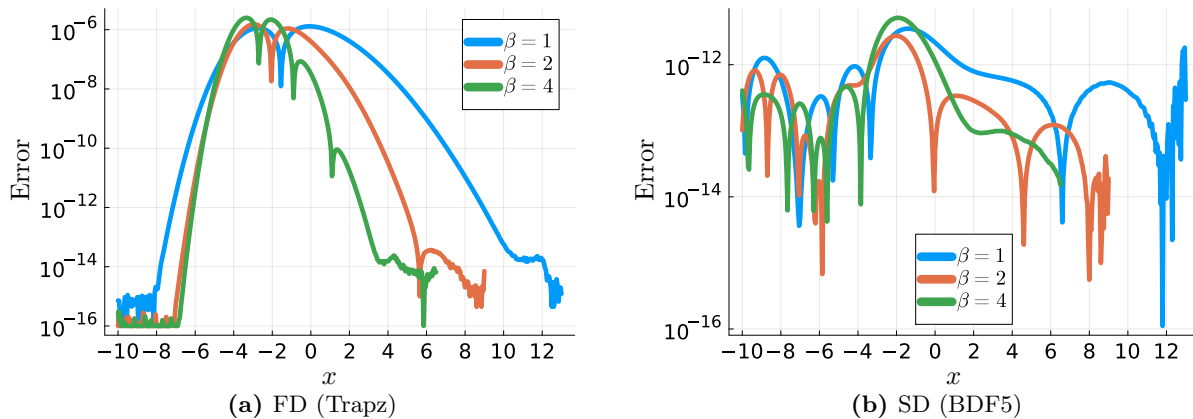 Error
10^{-6}
10^{-8}
10^{-10}
10^{-12}
10^{-14}
10^{-16}
β = 1
β = 2
β = 4
−10 −8 −6 −4 −2 0 2 4 6 8 10 12
x
(a) FD (Trapz)
Error
10^{-12}
10^{-14}
10^{-16}
β = 1
β = 2
β = 4
−10 −8 −6 −4 −2 0 2 4 6 8 10 12
x
(b) SD (BDF5)